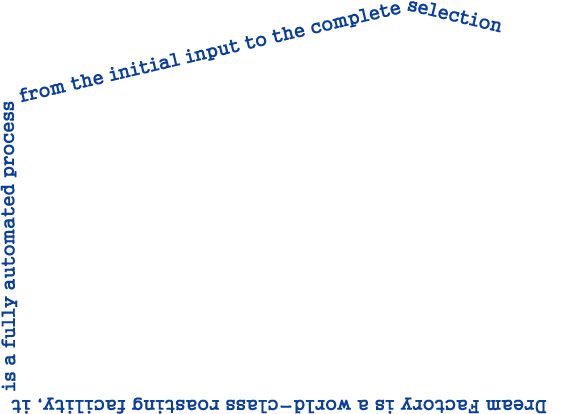 Dream Factory is a world-class roasting facility, it
is a fully automated process
from the initial input to the complete
selection